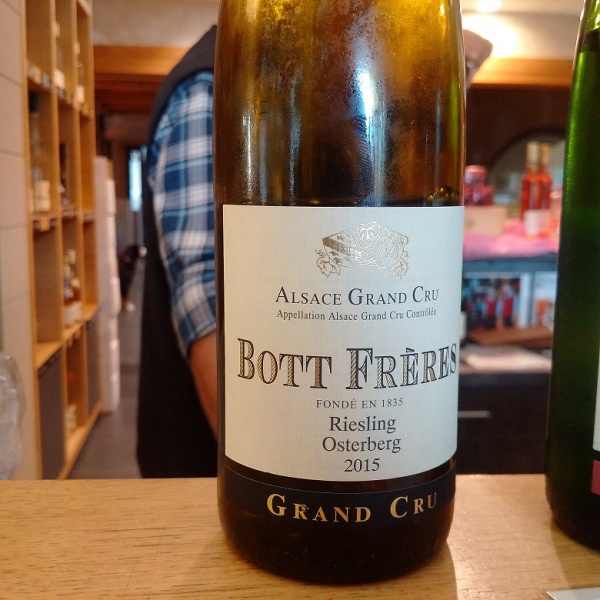 ALSACE GRAND CRU
Appellation Alsace Grand Cru Contrôlée
BOTT FRÈRES
FONDÉ EN 1835
Riesling
Osterberg
2015
GRAND CRU